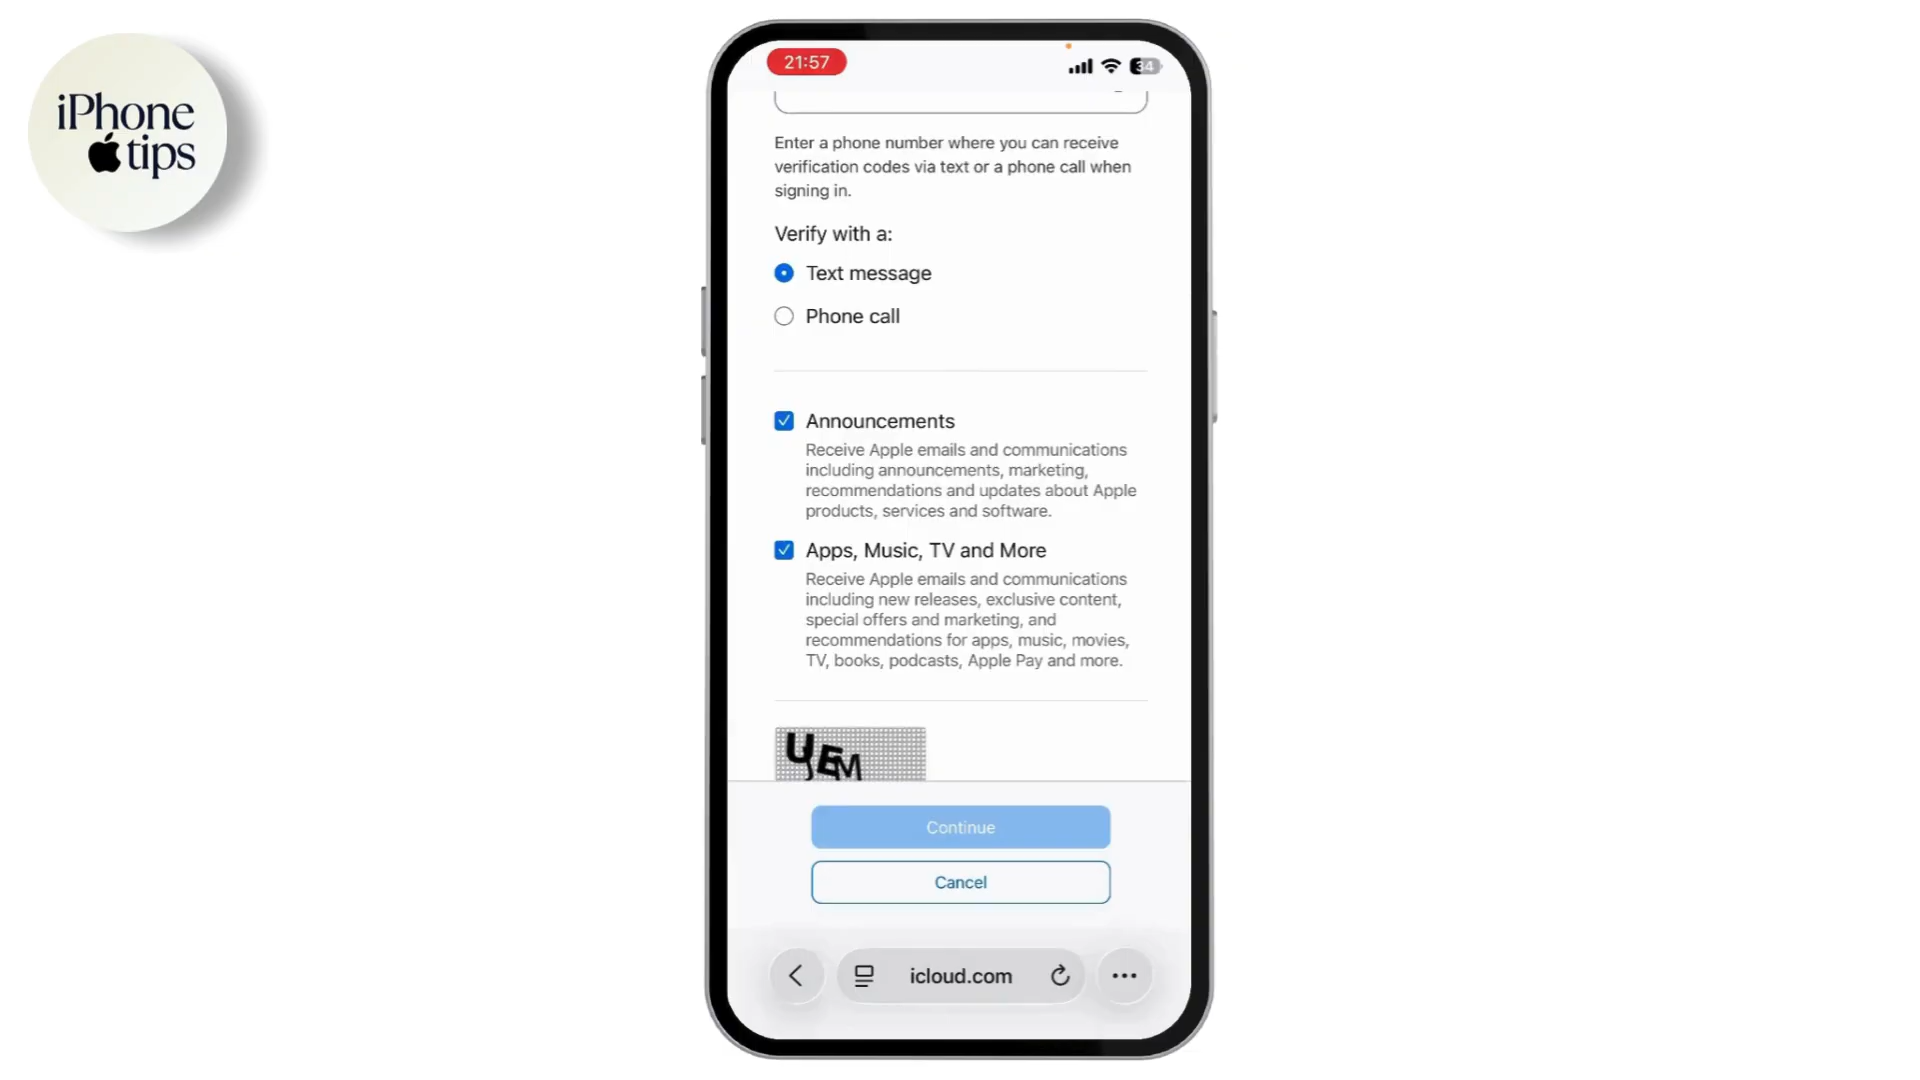 iPhone
tips
21:57
34
Enter a phone number where you can receive
verification codes via text or a phone call when
signing in.
Verify with a:
Text message
Phone call
Announcements
Receive Apple emails and communications
including announcements, marketing,
recommendations and updates about Apple
products, services and software.
Apps, Music, TV and More
Receive Apple emails and communications
including new releases, exclusive content,
special offers and marketing, and
recommendations for apps, music, movies,
TV, books, podcasts, Apple Pay and more.
Continue
Cancel
icloud.com